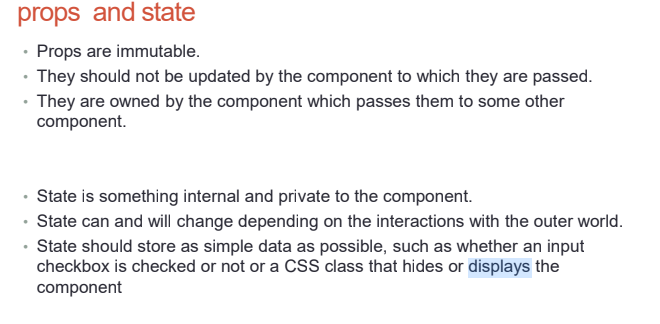 props and state
• Props are immutable.
• They should not be updated by the component to which they are passed.
• They are owned by the component which passes them to some other
component.
• State is something internal and private to the component.
• State can and will change depending on the interactions with the outer world.
• State should store as simple data as possible, such as whether an input
checkbox is checked or not or a CSS class that hides or displays the
component